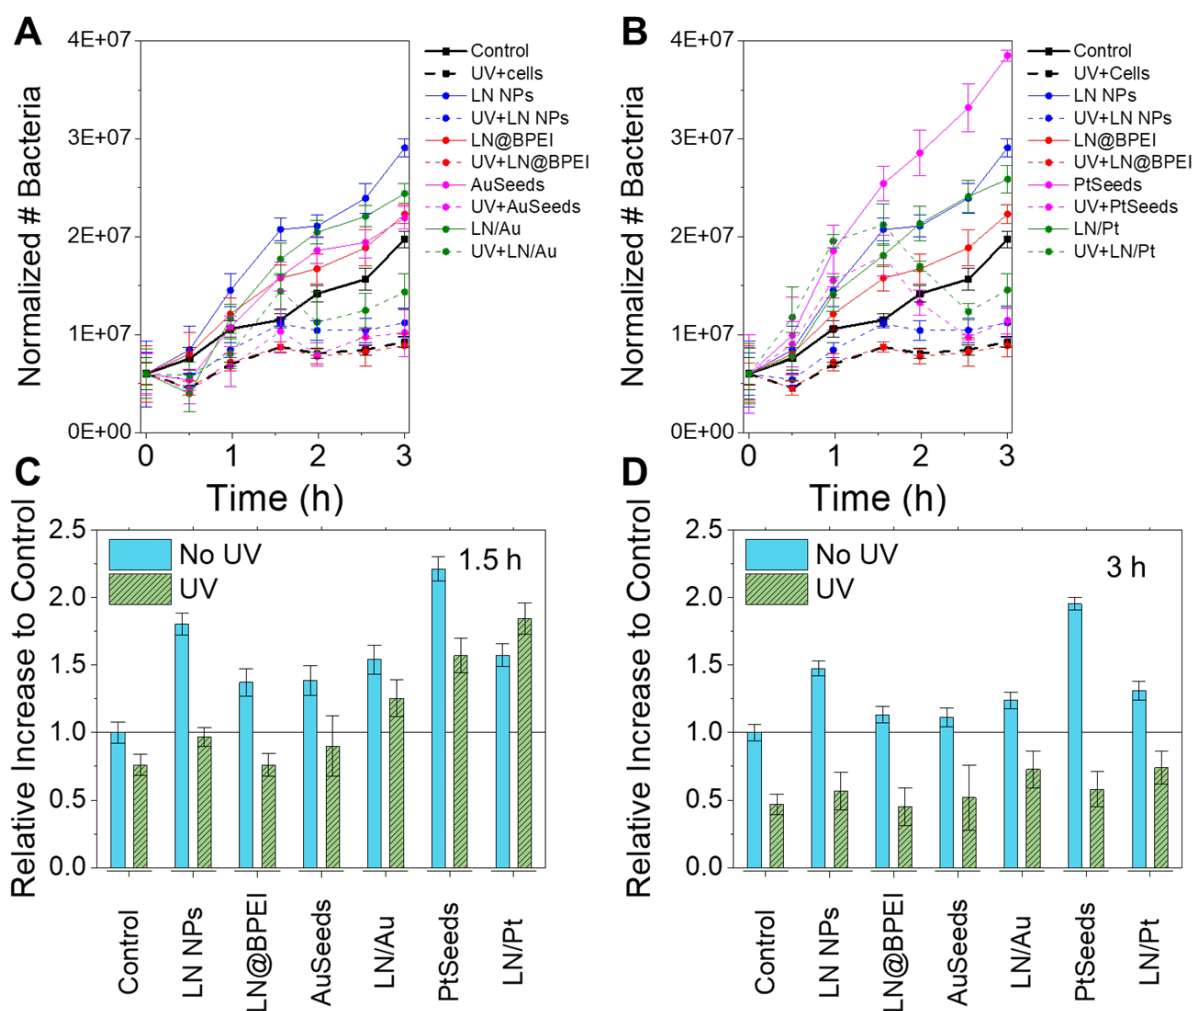 A
Normalized # Bacteria
4E+07
3E+07
2E+07
1E+07
0E+00
0
1
2
3
Time (h)
Control
UV+cells
LN NPs
UV+LN NPs
LN@BPEI
UV+LN@BPEI
AuSeeds
UV+AuSeeds
LN/Au
UV+LN/Au
B
Normalized # Bacteria
4E+07
3E+07
2E+07
1E+07
0E+00
0
1
2
3
Time (h)
Control
UV+Cells
LN NPs
UV+LN NPs
LN@BPEI
UV+LN@BPEI
PtSeeds
UV+PtSeeds
LN/Pt
UV+LN/Pt
C
Relative Increase to Control
2.5
2.0
1.5
1.0
0.5
0.0
No UV
UV
1.5 h
Control
LN NPs
LN@BPEI
AuSeeds
LN/Au
PtSeeds
LN/Pt
D
Relative Increase to Control
2.5
2.0
1.5
1.0
0.5
0.0
No UV
UV
3 h
Control
LN NPs
LN@BPEI
AuSeeds
LN/Au
PtSeeds
LN/Pt